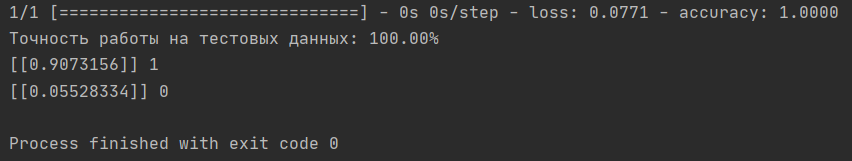 1/1 [==============================] - 0s 0s/step - loss: 0.0771 - accuracy: 1.0000
Точность работы на тестовых данных: 100.00%
[[0.9073156]] 1
[[0.05528334]] 0
Process finished with exit code 0